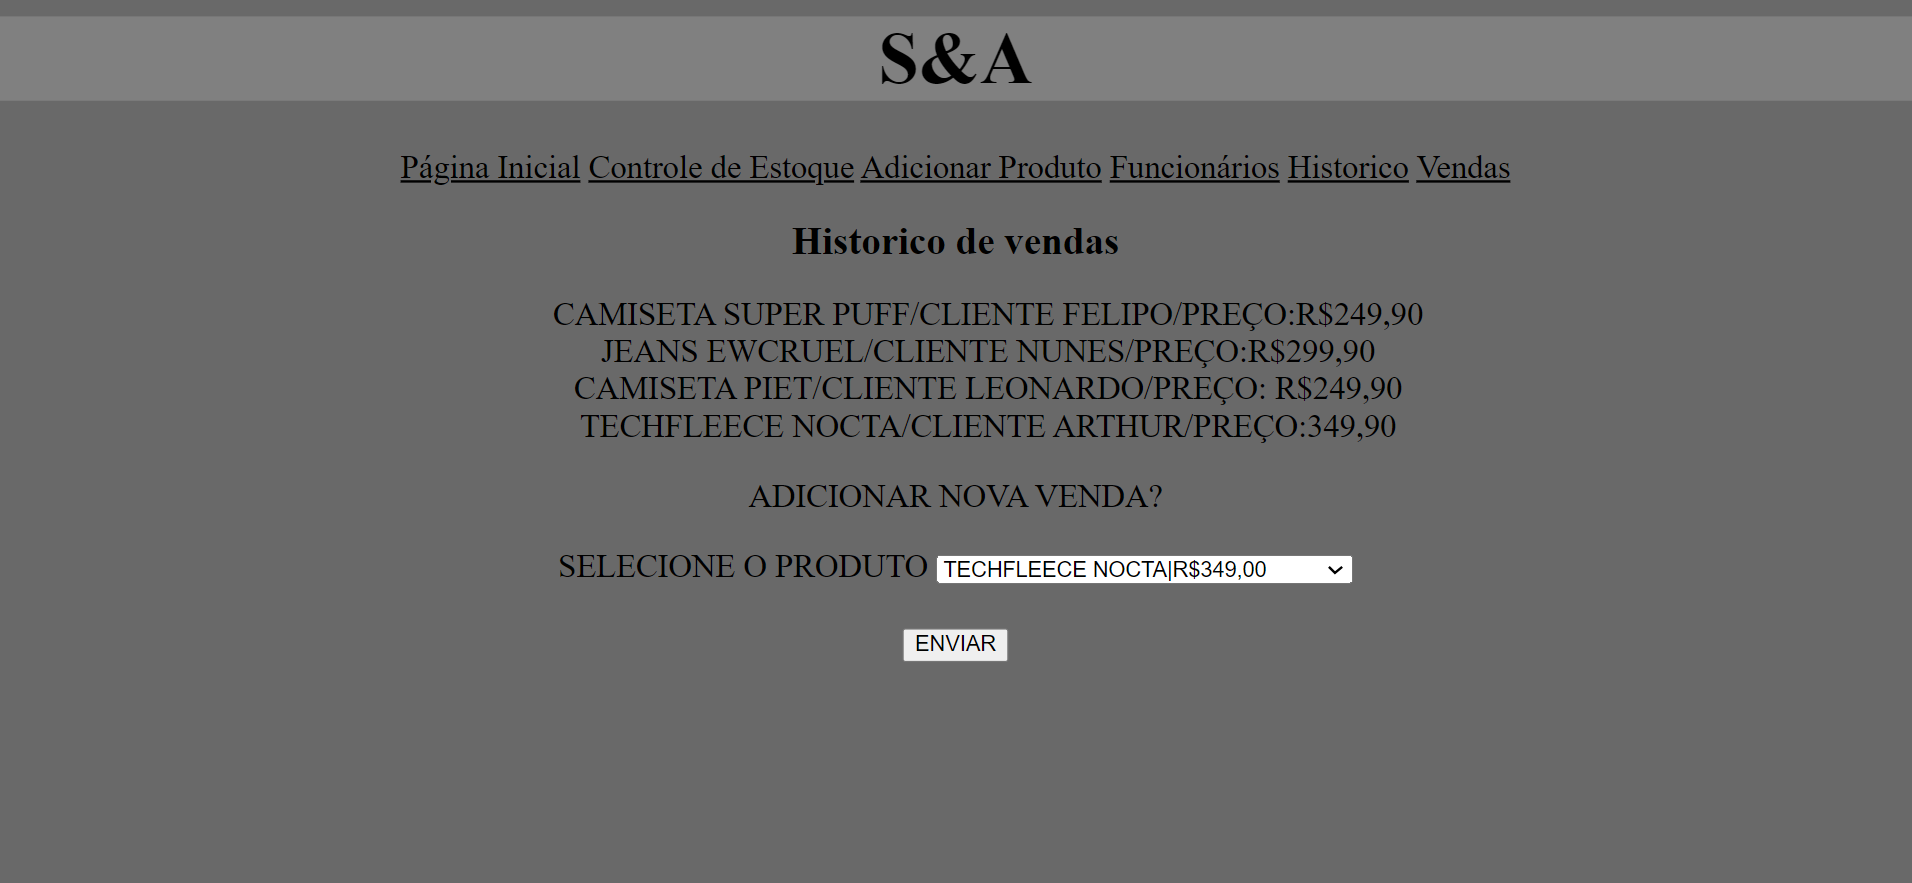 S&A
Página Inicial Controle de Estoque Adicionar Produto Funcionários Historico Vendas
Historico de vendas
CAMISETA SUPER PUFF/CLIENTE FELIPO/PREÇO:R$249,90
JEANS EWCRUEL/CLIENTE NUNES/PREÇO:R$299,90
CAMISETA PIET/CLIENTE LEONARDO/PREÇO: R$249,90
TECHFLEECE NOCTA/CLIENTE ARTHUR/PREÇO:349,90
ADICIONAR NOVA VENDA?
SELECIONE O PRODUTO TECHFLEECE NOCTA|R$349,00
ENVIAR